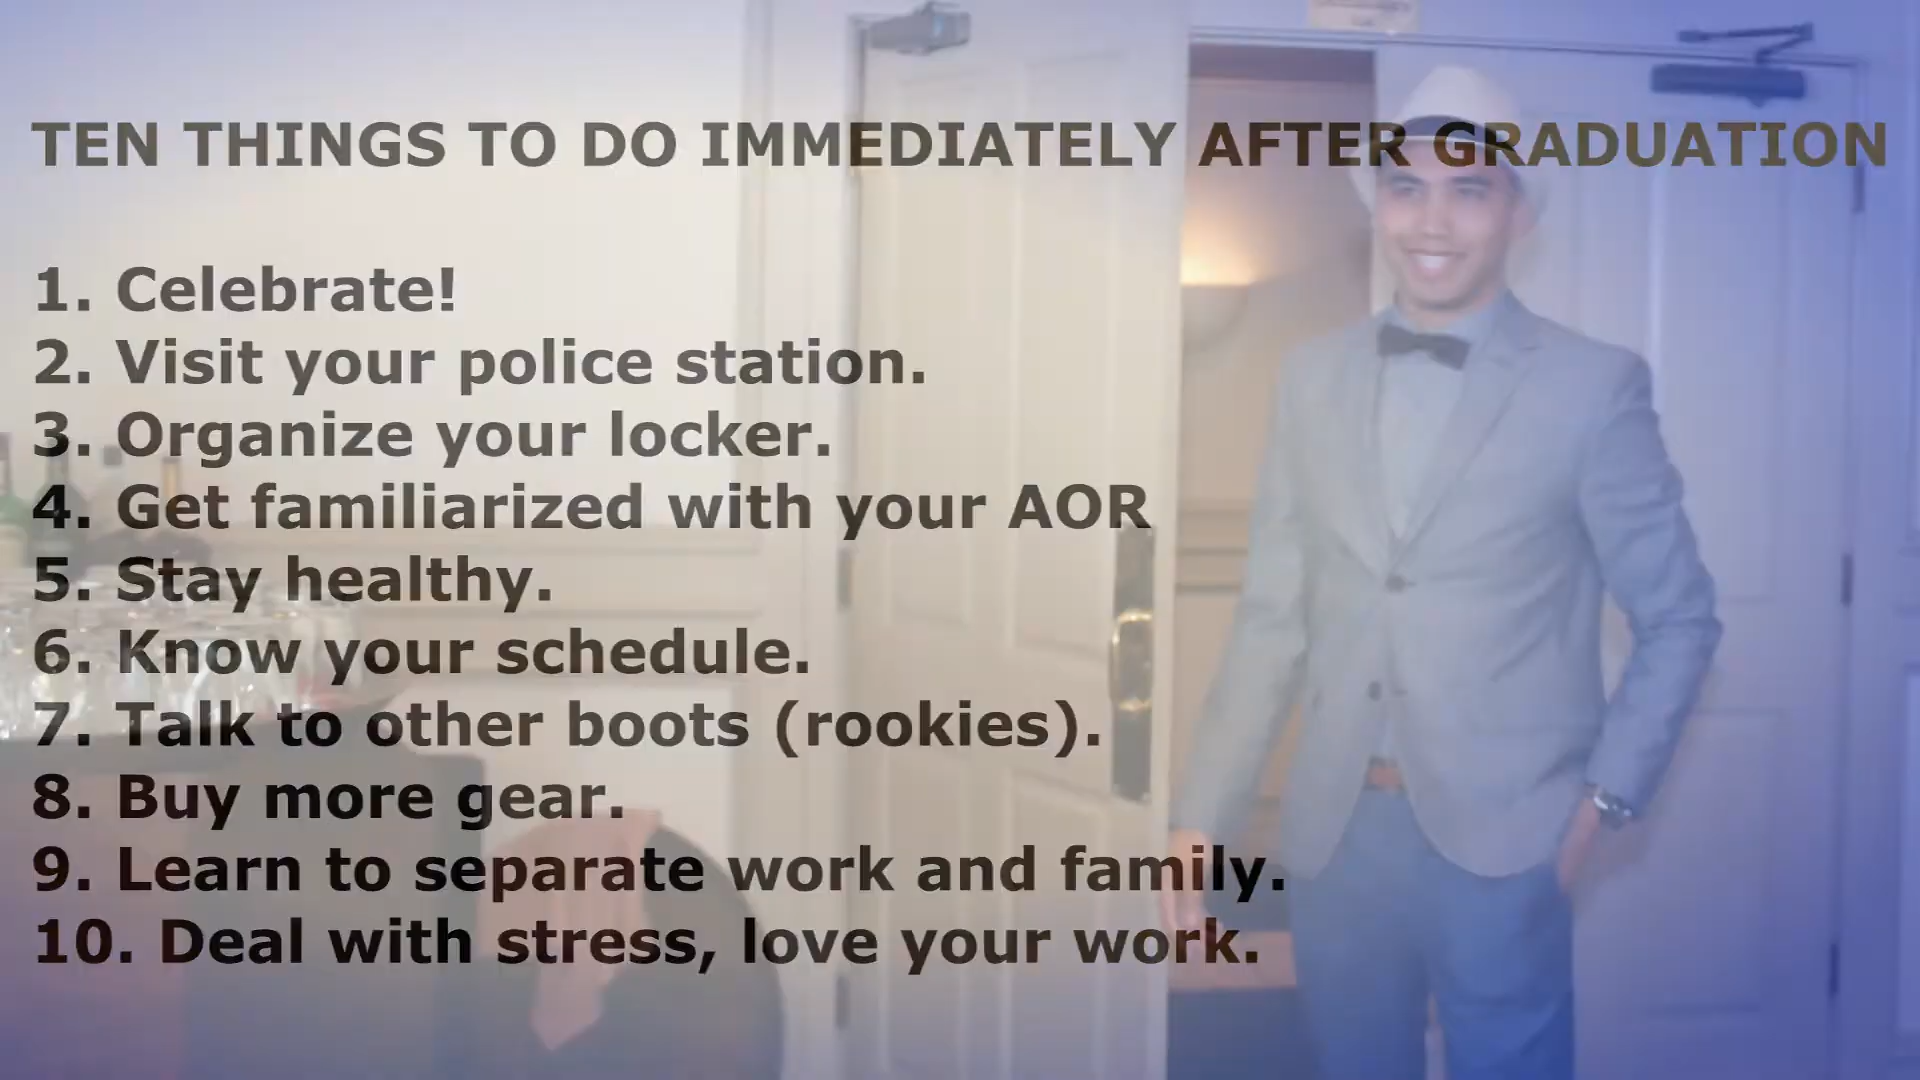 TEN THINGS TO DO IMMEDIATELY AFTER GRADUATION
1. Celebrate!
2. Visit your police station.
3. Organize your locker.
4. Get familiarized with your AOR
5. Stay healthy.
6. Know your schedule.
7. Talk to other boots (rookies).
8. Buy more gear.
9. Learn to separate work and family.
10. Deal with stress, love your work.